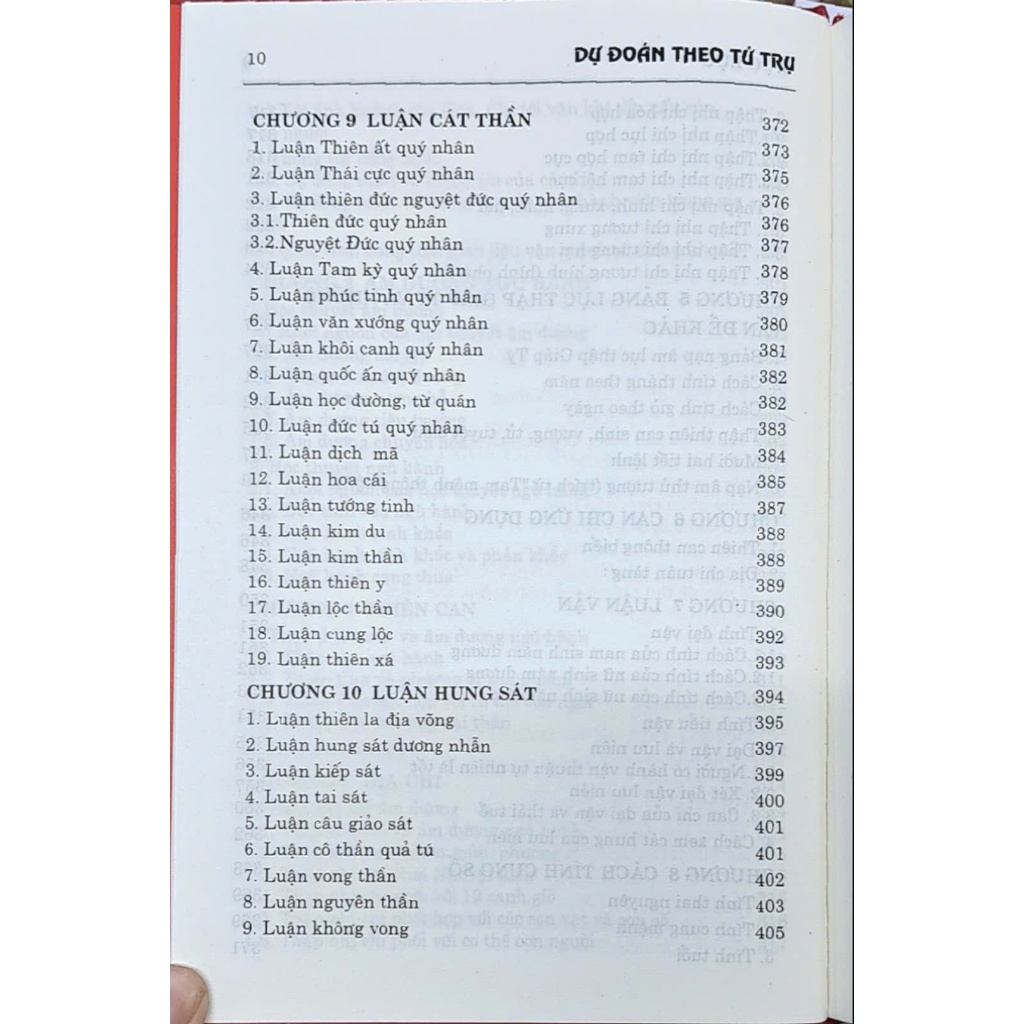 10 DỰ ĐOÁN THEO TỨ TRỤ
CHƯƠNG 9 LUẬN CÁT THẦN 372
1. Luận Thiên ất quý nhân 373
2. Luận Thái cực quý nhân 375
3. Luận thiên đức nguyệt đức quý nhân 376
3.1.Thiên đức quý nhân 376
3.2.Nguyệt Đức quý nhân 377
4. Luận Tam kỳ quý nhân 378
5. Luận phúc tinh quý nhân 379
6. Luận văn xướng quý nhân 380
7. Luận khôi canh quý nhân 381
8. Luận quốc ấn quý nhân 382
9. Luận học đường, từ quán 382
10. Luận đức tú quý nhân 383
11. Luận dịch mã 384
12. Luận hoa cái 385
13. Luận tướng tinh 387
14. Luận kim dư 388
15. Luận kim thần 388
16. Luận thiên y 389
17. Luận lộc thần 390
18. Luận cung lộc 392
19. Luận thiên xá 393
CHƯƠNG 10 LUẬN HUNG SÁT 394
1. Luận thiên la địa võng 395
2. Luận hung sát dương nhẫn 397
3. Luận kiếp sát 399
4. Luận tai sát 400
5. Luận câu giảo sát 401
6. Luận cô thần quả tú 401
7. Luận vong thần 402
8. Luận nguyên thần 403
9. Luận không vong 405